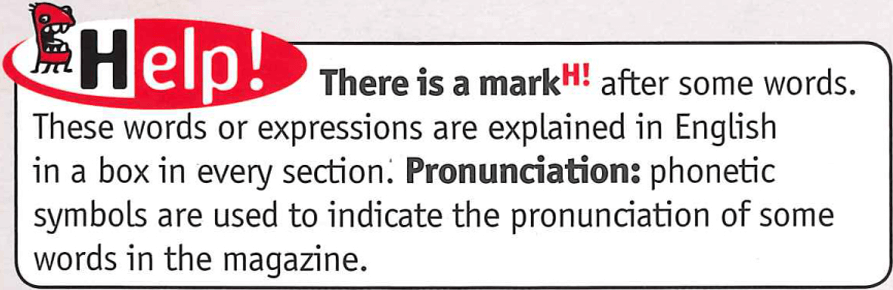 Help!
There is a markH! after some words.
These words or expressions are explained in English
in a box in every section. Pronunciation: phonetic
symbols are used to indicate the pronunciation of some
words in the magazine.